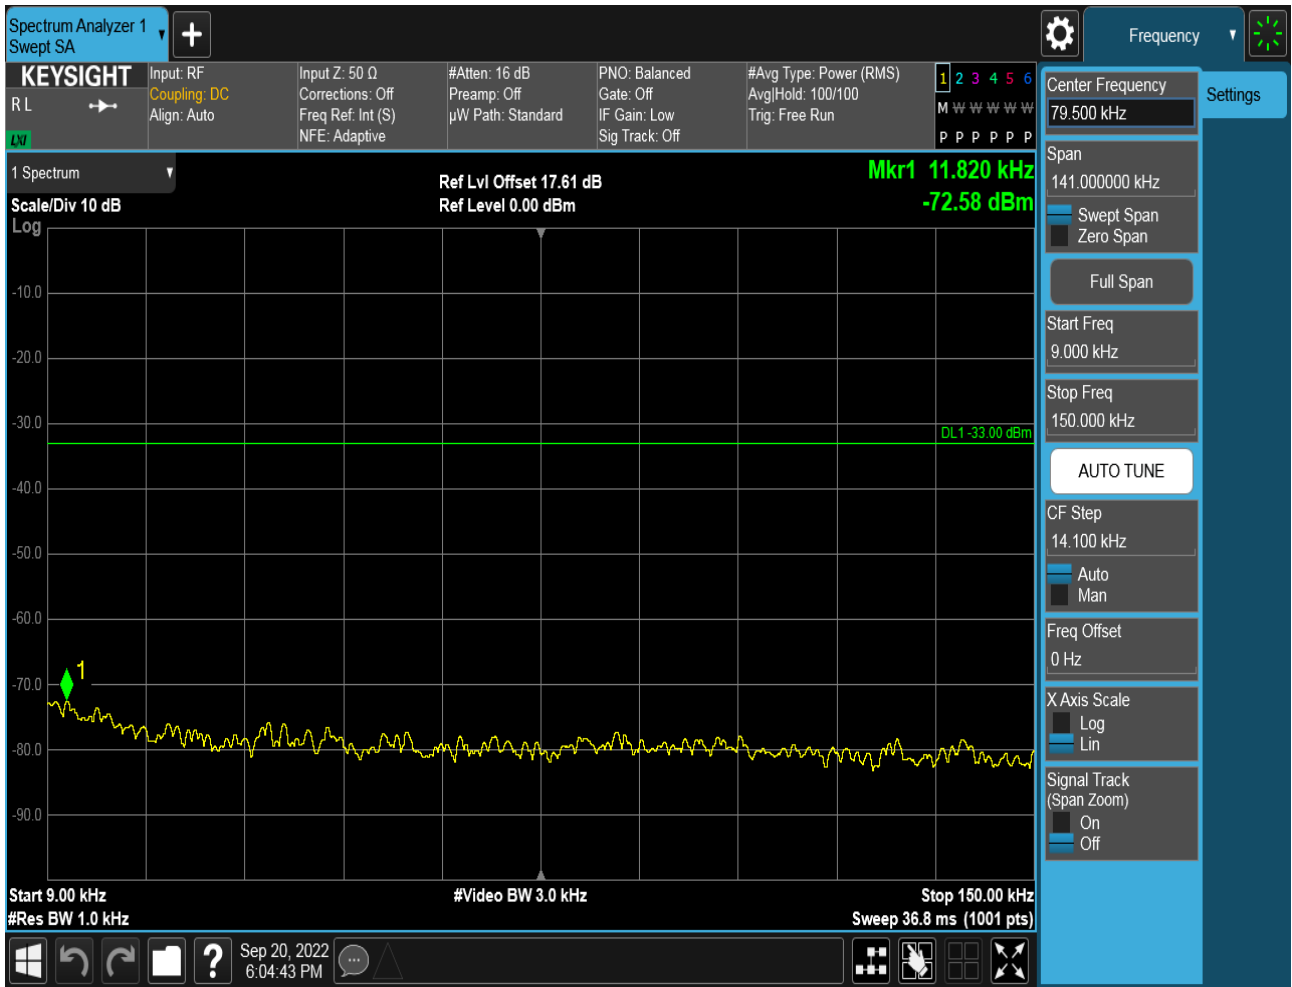 Spectrum Analyzer 1
Swept SA
Frequency
KEYSIGHT
R L
LXI
Input: RF
Coupling: DC
Align: Auto
Input Z: 50 Ω
Corrections: Off
Freq Ref: Int (S)
NFE: Adaptive
#Atten: 16 dB
Preamp: Off
µW Path: Standard
PNO: Balanced
Gate: Off
IF Gain: Low
Sig Track: Off
#Avg Type: Power (RMS)
Avg|Hold: 100/100
Trig: Free Run
1 2 3 4 5 6
M W W W W W
P P P P P P
1 Spectrum
Scale/Div 10 dB
Log
Ref Lvl Offset 17.61 dB
Ref Level 0.00 dBm
Mkr1 11.820 kHz
-72.58 dBm
-10.0
-20.0
-30.0
DL1 -33.00 dBm
-40.0
-50.0
-60.0
1
-70.0
-80.0
-90.0
Start 9.00 kHz
#Video BW 3.0 kHz
Stop 150.00 kHz
#Res BW 1.0 kHz
Sweep 36.8 ms (1001 pts)
?
Sep 20, 2022
6:04:43 PM
Center Frequency
79.500 kHz
Settings
Span
141.000000 kHz
Swept Span
Zero Span
Full Span
Start Freq
9.000 kHz
Stop Freq
150.000 kHz
AUTO TUNE
CF Step
14.100 kHz
Auto
Man
Freq Offset
0 Hz
X Axis Scale
Log
Lin
Signal Track
(Span Zoom)
On
Off